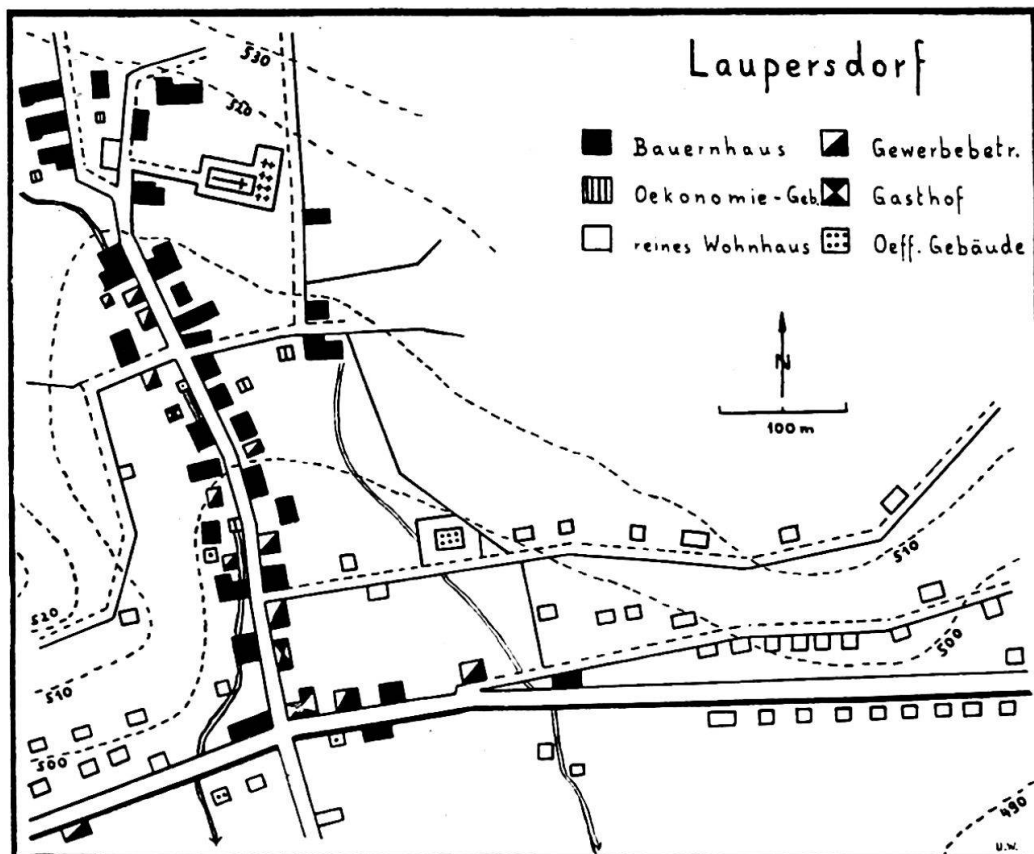 Laupersdorf
Bauernhaus
Gewerbebetr.
Oekonomie-Geb.
Gasthof
reines Wohnhaus
Oeff. Gebäude
N
100 m
530
520
510
500
520
510
500
490
U.W.